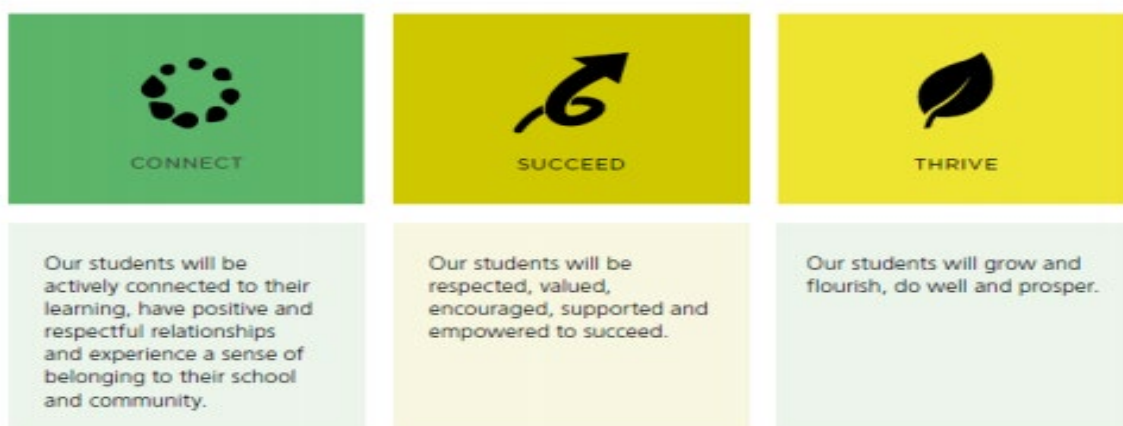 CONNECT
Our students will be
actively connected to their
learning, have positive and
respectful relationships
and experience a sense of
belonging to their school
and community.
SUCCEED
Our students will be
respected, valued,
encouraged, supported and
empowered to succeed.
THRIVE
Our students will grow and
flourish, do well and prosper.